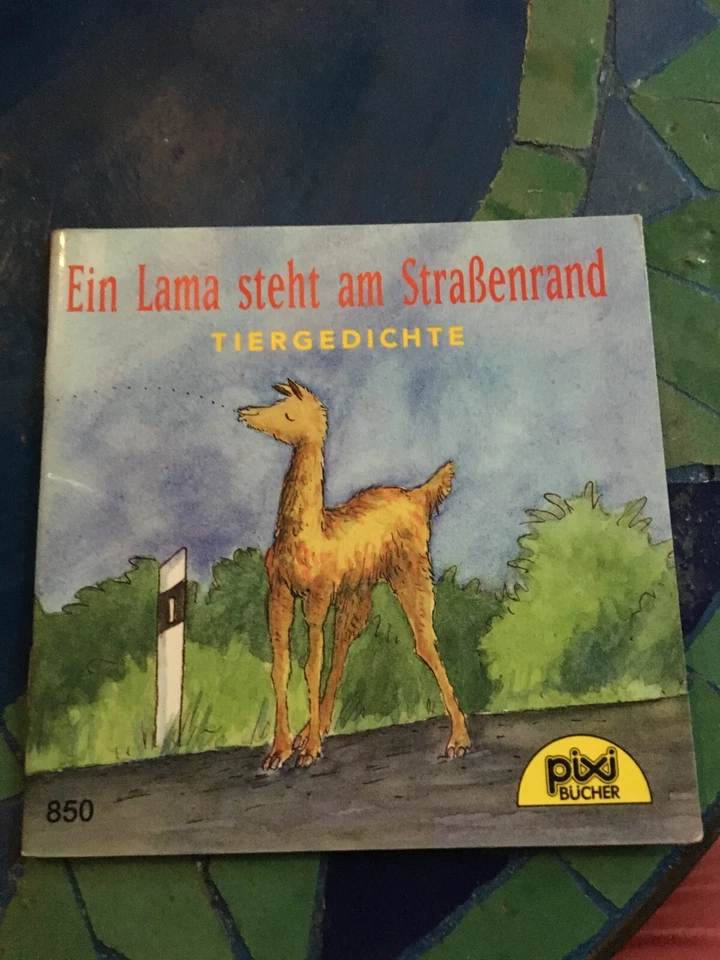 Ein Lama steht am Straßenrand
TIERGEDICHTE
850
pixi
BÜCHER